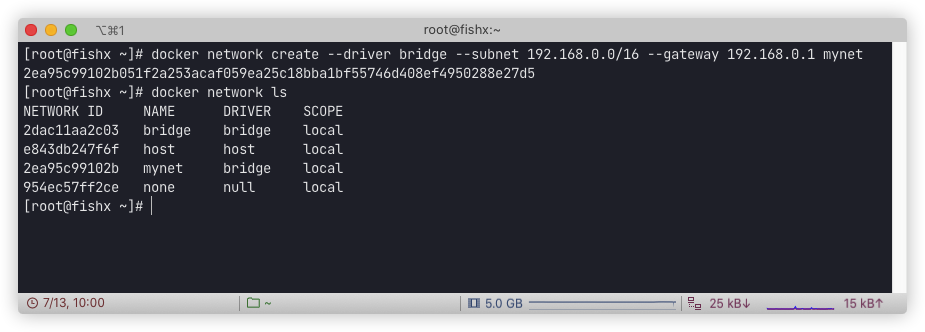 ⌥⌘1
root@fishx:~
[root@fishx ~]# docker network create --driver bridge --subnet 192.168.0.0/16 --gateway 192.168.0.1 mynet
2ea95c99102b051f2a253acaf059ea25c18bba1bf55746d408ef4950288e27d5
[root@fishx ~]# docker network ls
NETWORK ID     NAME      DRIVER    SCOPE
2dac11aa2c03   bridge    bridge    local
e843db247f6f   host      host      local
2ea95c99102b   mynet     bridge    local
954ec57ff2ce   none      null      local
[root@fishx ~]#
7/13, 10:00 ~ 5.0 GB 25 kB↓ 15 kB↑